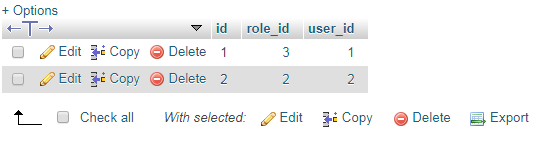 + Options
id role_id user_id
Edit Copy Delete 1 3 1
Edit Copy Delete 2 2 2
Check all With selected: Edit Copy Delete Export